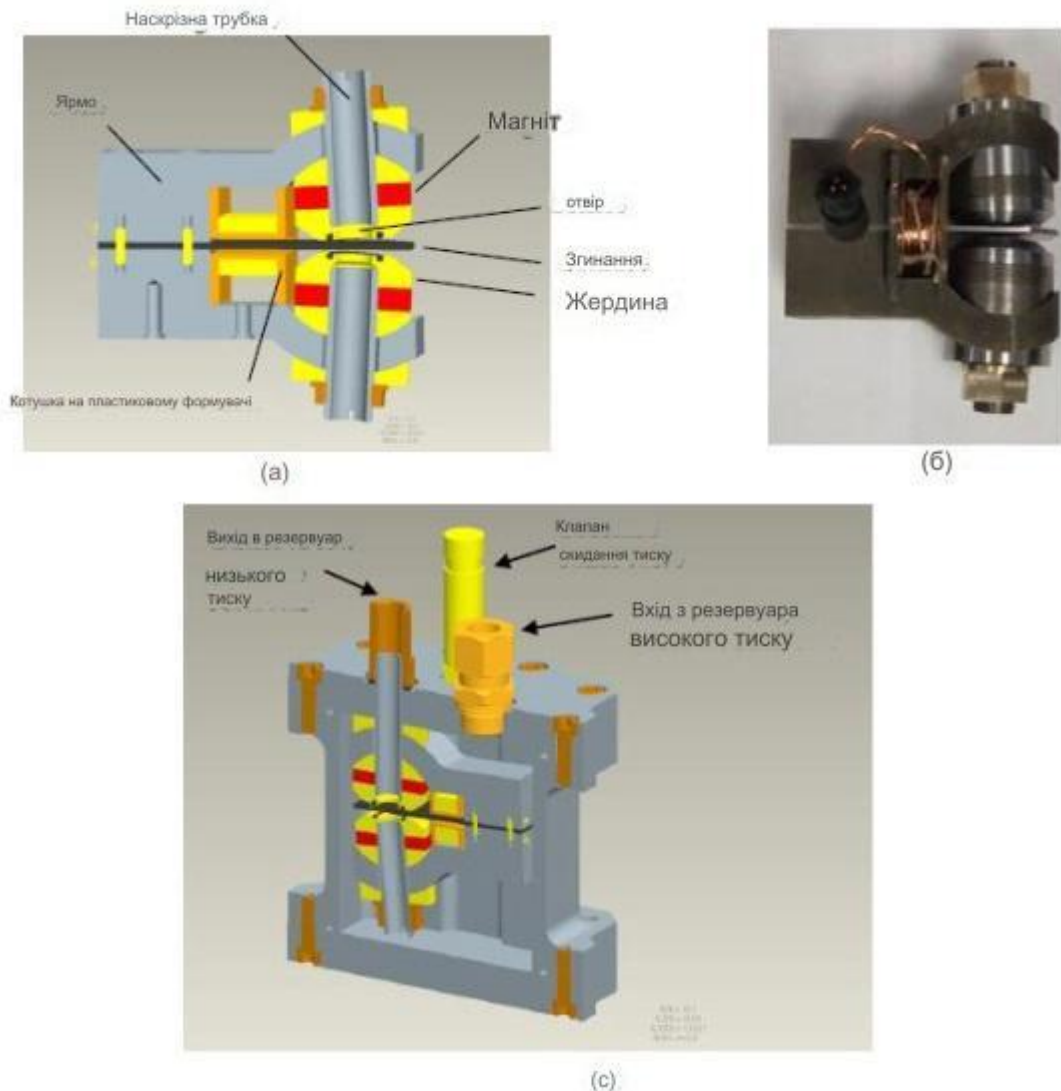 Наскрізна трубка
Ярмо
Магніт
отвір
Згинання
Жердина
Котушка на пластиковому формувачі
(а)
(б)
Вихід в резервуар
низького
тиску
Клапан
скидання тиску
Вхід з резервуара
високого тиску
(с)